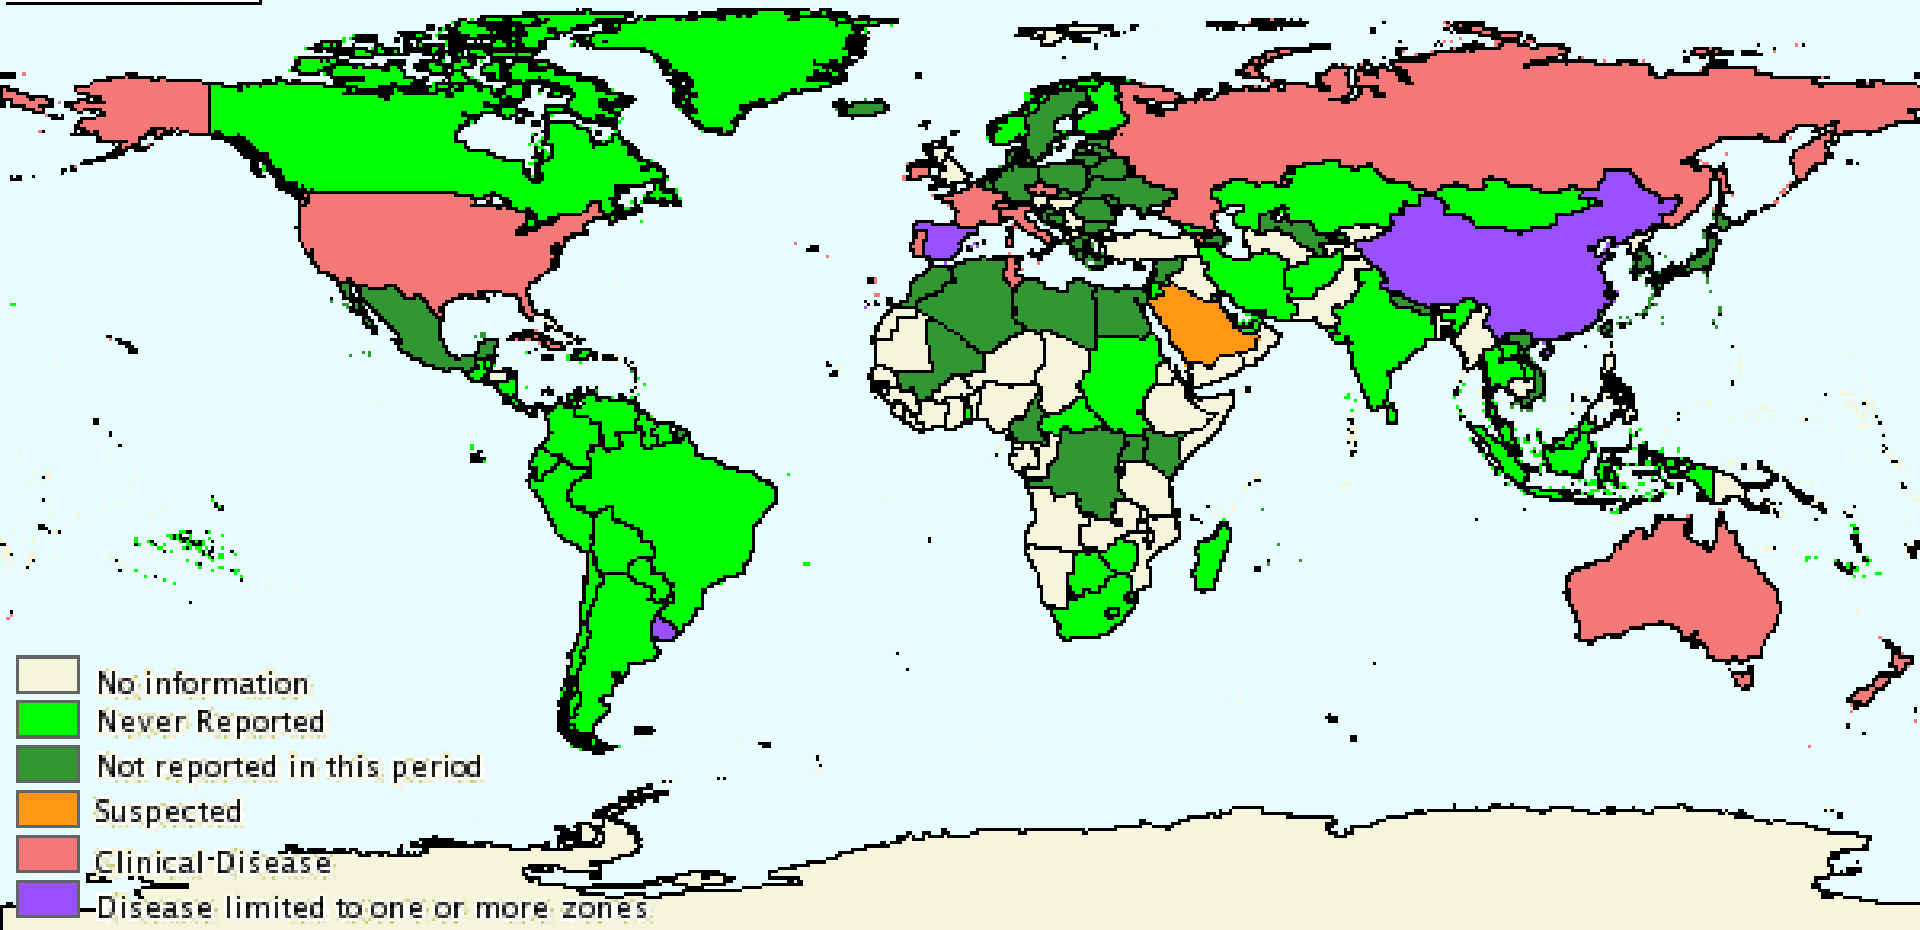 No information
Never Reported
Not reported in this period
Suspected
Clinical Disease
Disease limited to one or more zones